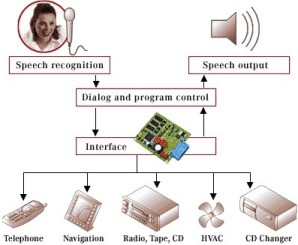 Speech recognition
Speech output
Dialog and program control
Interface
Telephone
Navigation
Radio, Tape, CD
HVAC
CD Changer